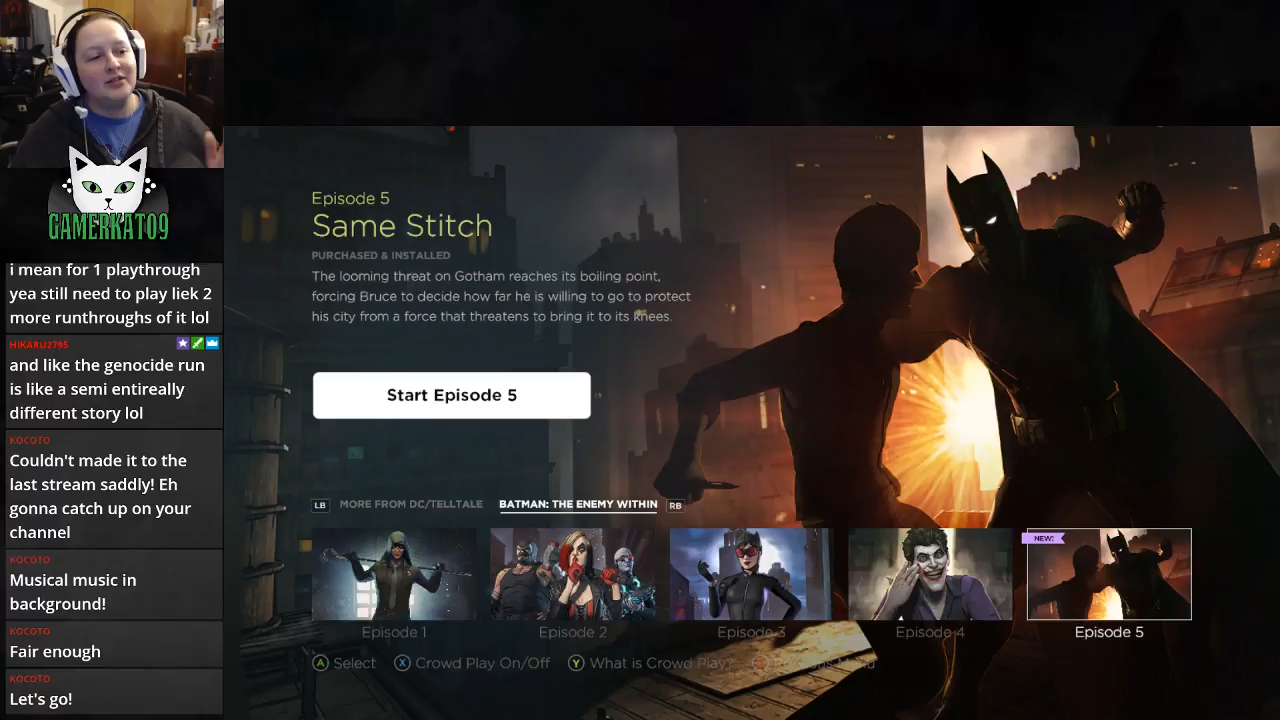 GAMERKAT09
i mean for 1 playthrough
yea still need to play liek 2
more runthroughs of it lol
HIKARU2795
and like the genocide run
is like a semi entireally
different story lol
KOCOTO
Couldn't made it to the
last stream saddly! Eh
gonna catch up on your
channel
KOCOTO
Musical music in
background!
KOCOTO
Fair enough
KOCOTO
Let's go!
Episode 5
Same Stitch
PURCHASED & INSTALLED
The looming threat on Gotham reaches its boiling point,
forcing Bruce to decide how far he is willing to go to protect
his city from a force that threatens to bring it to its knees.
Start Episode 5
LB MORE FROM DC/TELLTALE BATMAN: THE ENEMY WITHIN RB
NEW!
Episode 1 Episode 2 Episode 3 Episode 4 Episode 5
A Select X Crowd Play On/Off Y What is Crowd Play? Menu